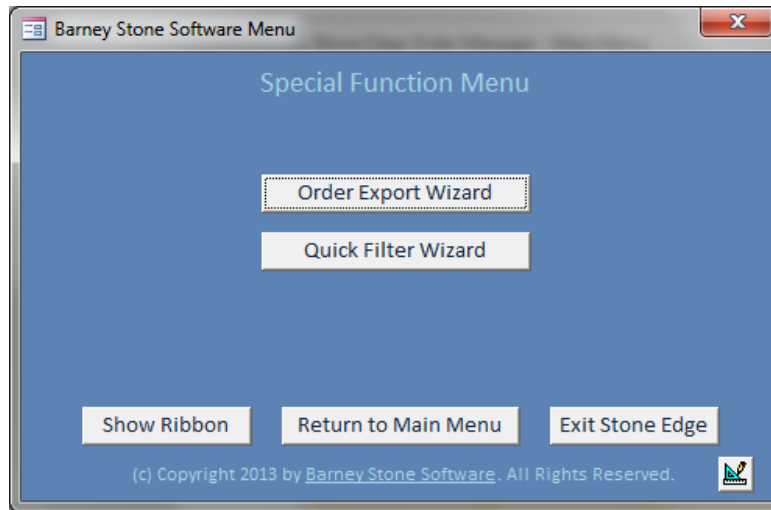 Barney Stone Software Menu
Special Function Menu
Order Export Wizard
Quick Filter Wizard
Show Ribbon Return to Main Menu Exit Stone Edge
(c) Copyright 2013 by Barney Stone Software. All Rights Reserved.